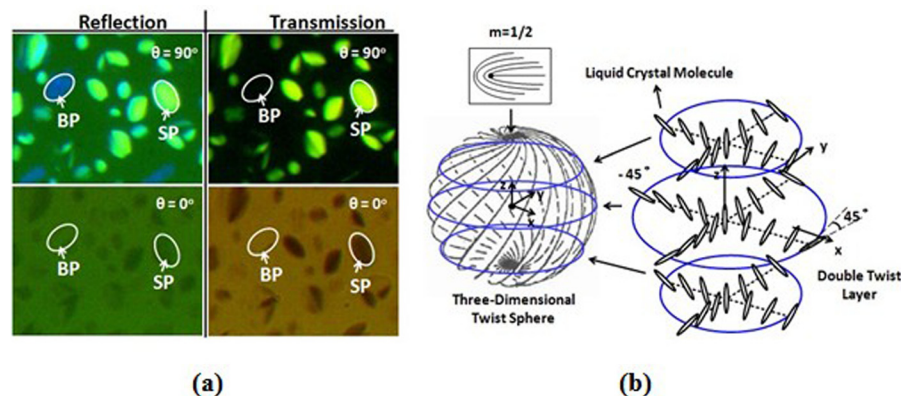 Reflection
Transmission
θ = 90°
BP
SP
θ = 90°
BP
SP
θ = 0°
BP
SP
θ = 0°
BP
SP
(a)
m=1/2
Liquid Crystal Molecule
y
z
-45°
z
y
x
45°
x
Three-Dimensional
Twist Sphere
Double Twist
Layer
(b)